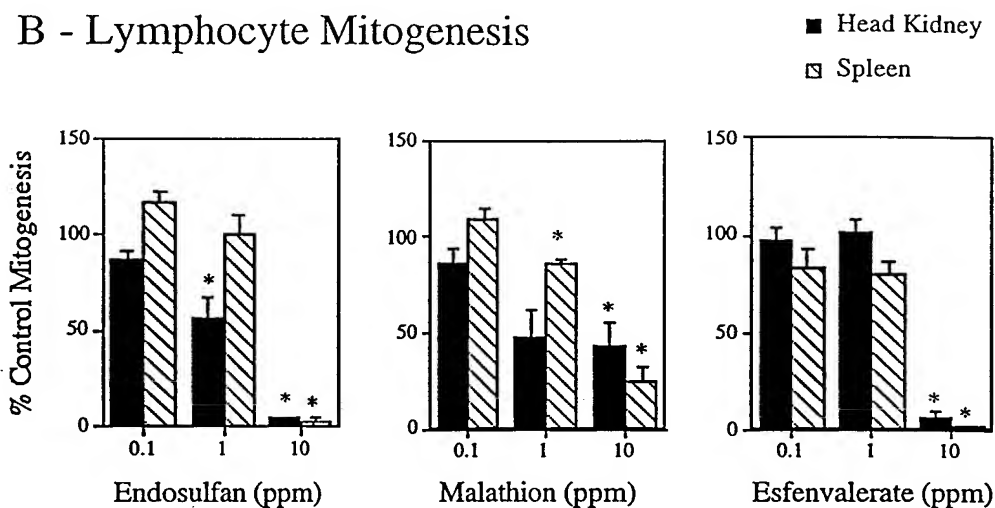 B - Lymphocyte Mitogenesis
Head Kidney
Spleen
% Control Mitogenesis
150
100
50
0
*
* *
0.1 1 10
Endosulfan (ppm)
150
100
50
0
*
*
*
0.1 1 10
Malathion (ppm)
150
100
50
0
*
*
0.1 1 10
Esfenvalerate (ppm)